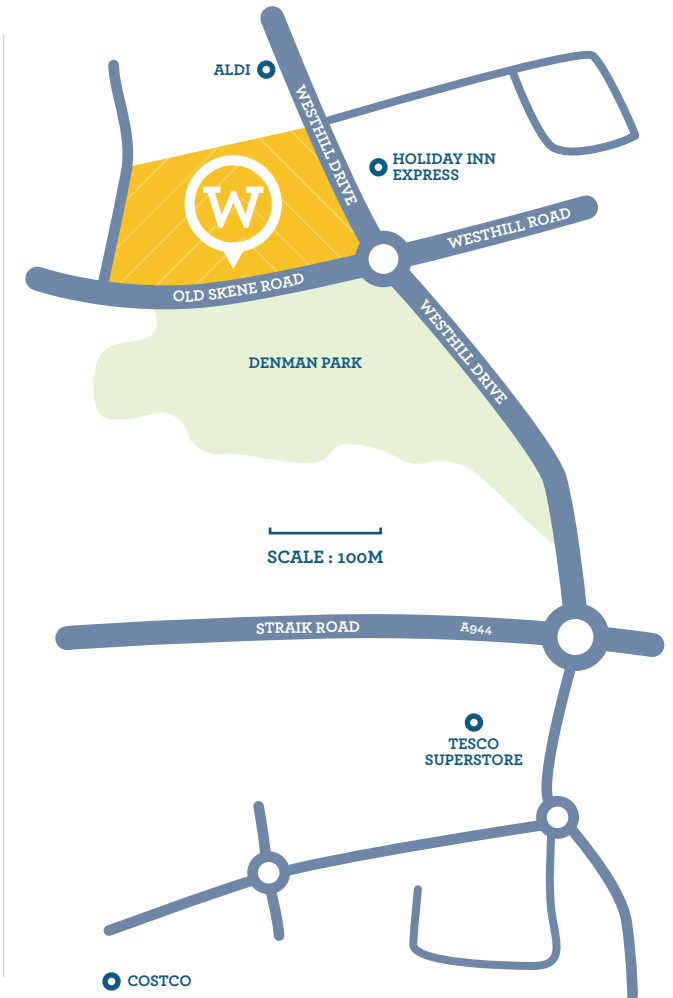 ALDI
WESTHILL DRIVE
HOLIDAY INN
EXPRESS
W
WESTHILL ROAD
OLD SKENE ROAD
WESTHILL DRIVE
DENMAN PARK
SCALE : 100M
STRAIK ROAD
A944
TESCO
SUPERSTORE
COSTCO